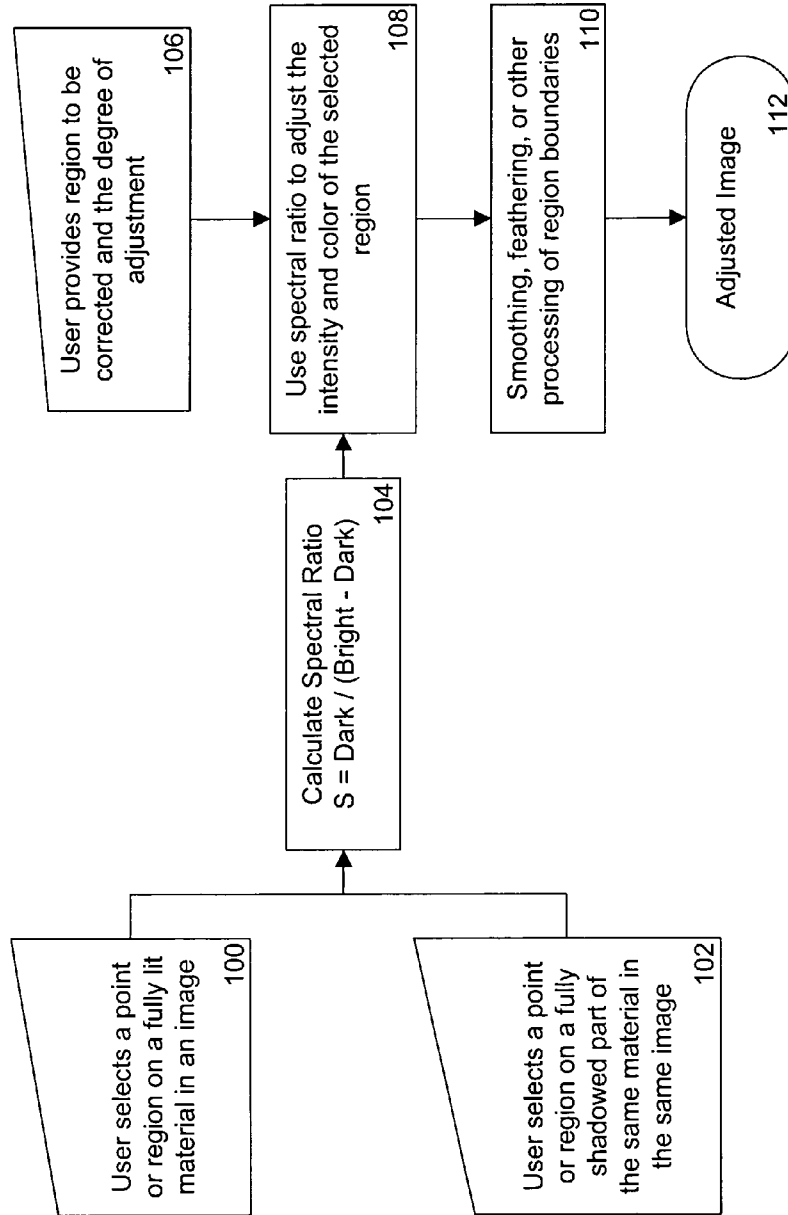 User selects a point
or region on a fully lit
material in an image
100
User selects a point
or region on a fully
shadowed part of
the same material in
the same image
102
Calculate Spectral Ratio
S = Dark / (Bright - Dark)
104
User provides region to be
corrected and the degree of
adjustment
106
Use spectral ratio to adjust the
intensity and color of the selected
region
108
Smoothing, feathering, or other
processing of region boundaries
110
Adjusted Image
112